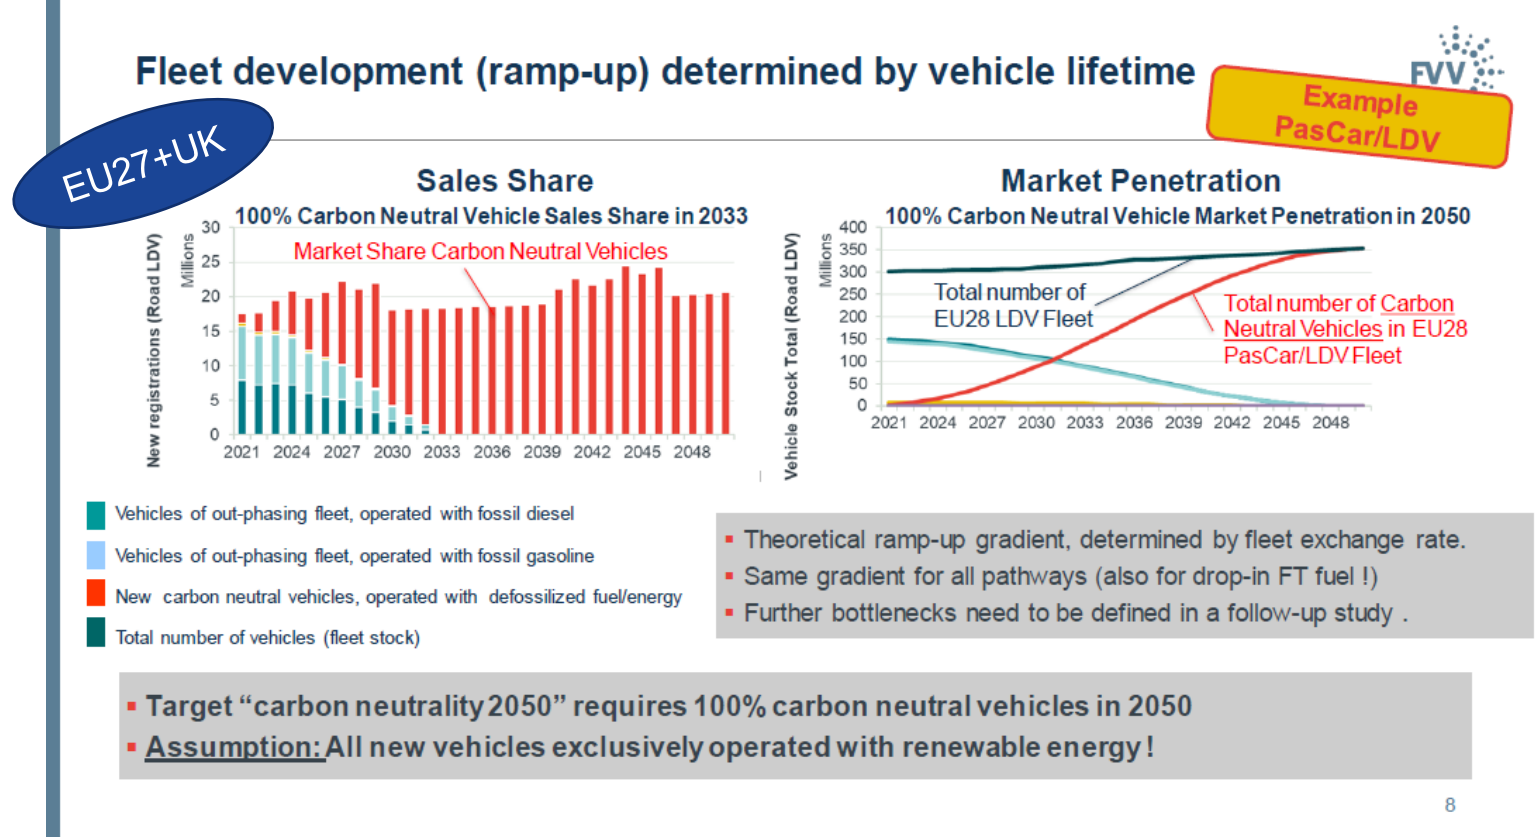 Fleet development (ramp-up) determined by vehicle lifetime
FVV
Example
PasCar/LDV
EU27+UK
Sales Share
100% Carbon Neutral Vehicle Sales Share in 2033
Market Share Carbon Neutral Vehicles
New registrations (Road LDV)
Millions
30
25
20
15
10
5
0
2021 2024 2027 2030 2033 2036 2039 2042 2045 2048
Market Penetration
100% Carbon Neutral Vehicle Market Penetration in 2050
Vehicle Stock Total (Road LDV)
Millions
400
350
300
250
200
150
100
50
0
Total number of
EU28 LDV Fleet
Total number of Carbon
Neutral Vehicles in EU28
PasCar/LDV Fleet
2021 2024 2027 2030 2031 2034 2039 2042 2045 2048
Vehicles of out-phasing fleet, operated with fossil diesel
Vehicles of out-phasing fleet, operated with fossil gasoline
New carbon neutral vehicles, operated with defossilized fuel/energy
Total number of vehicles (fleet stock)
▪ Theoretical ramp-up gradient, determined by fleet exchange rate.
▪ Same gradient for all pathways (also for drop-in FT fuel !)
▪ Further bottlenecks need to be defined in a follow-up study .
▪ Target “carbon neutrality 2050” requires 100% carbon neutral vehicles in 2050
▪ Assumption: All new vehicles exclusively operated with renewable energy !
8